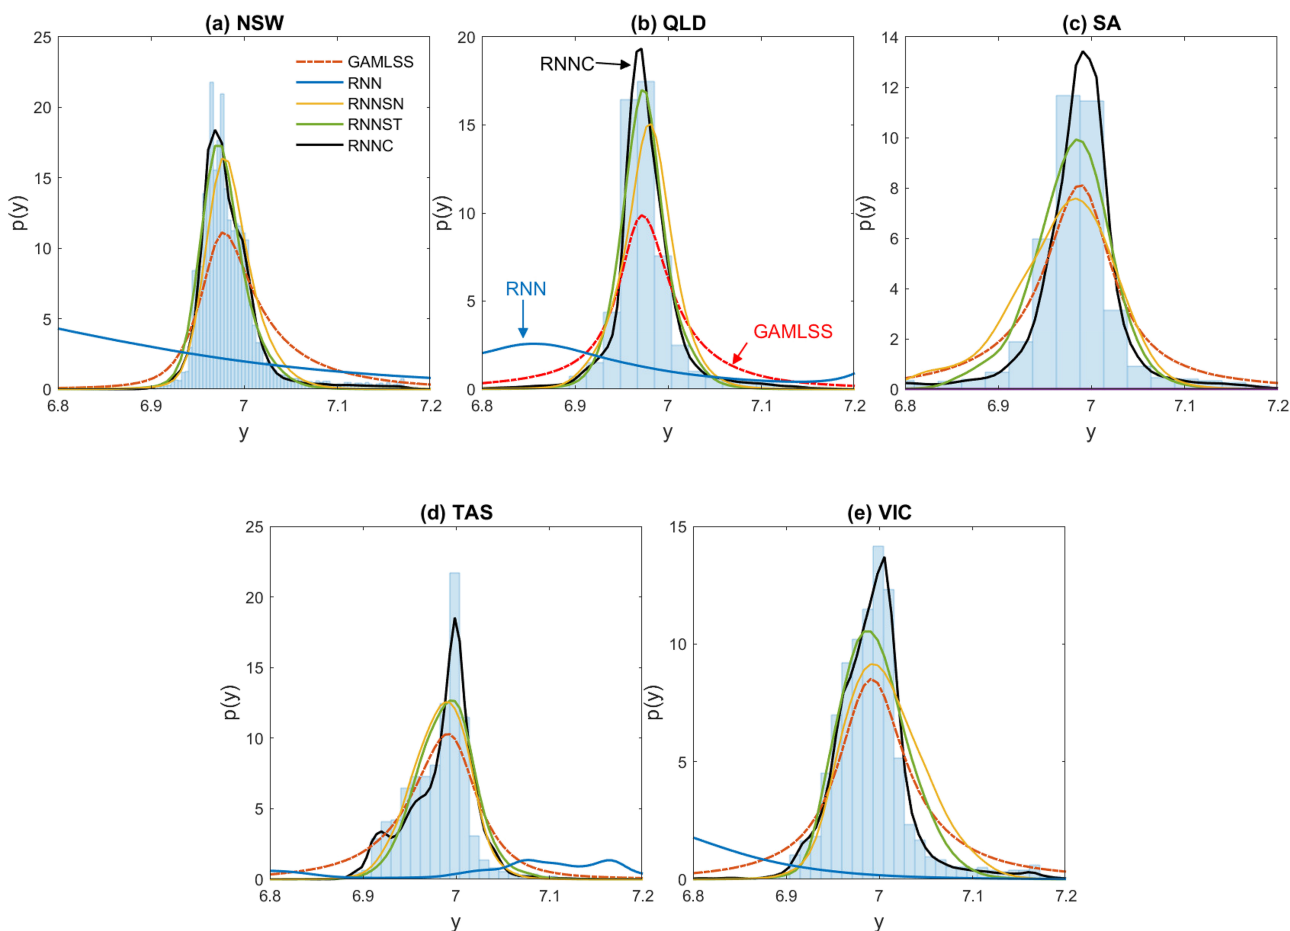 (a) NSW
25
20
15
10
5
0
p(y)
6.8
6.9
7
7.1
7.2
y
GAMLSS
RNN
RNNSN
RNNST
RNNC
(b) QLD
20
15
10
5
0
p(y)
6.8
6.9
7
7.1
7.2
y
RNNC
RNN
GAMLSS
(c) SA
14
12
10
8
6
4
2
0
p(y)
6.8
6.9
7
7.1
7.2
y
(d) TAS
25
20
15
10
5
0
p(y)
6.8
6.9
7
7.1
7.2
y
(e) VIC
15
10
5
0
p(y)
6.8
6.9
7
7.1
7.2
y